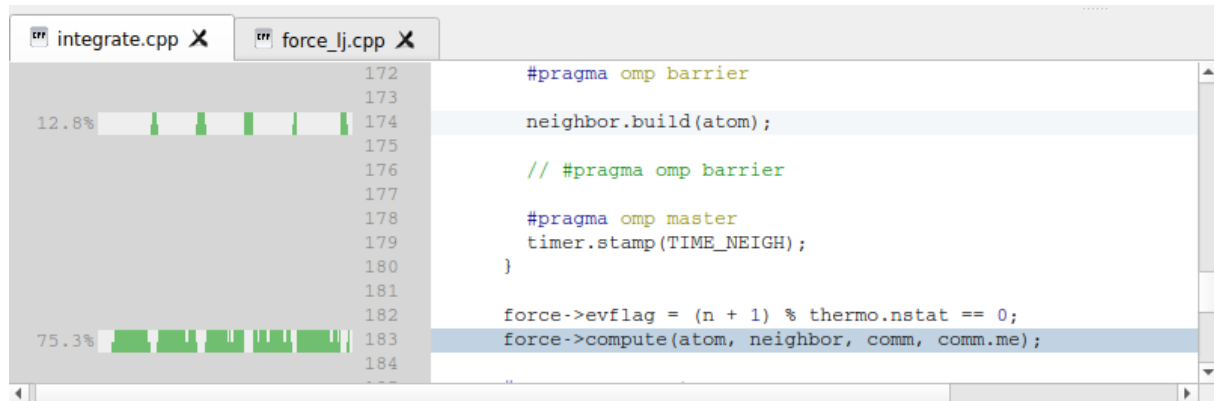 integrate.cpp X force_lj.cpp X
172 #pragma omp barrier
173
12.8% 174 neighbor.build(atom);
175
176 // #pragma omp barrier
177
178 #pragma omp master
179 timer.stamp(TIME_NEIGH);
180 }
181
182 force->evflag = (n + 1) % thermo.nstat == 0;
75.3% 183 force->compute(atom, neighbor, comm, comm.me);
184